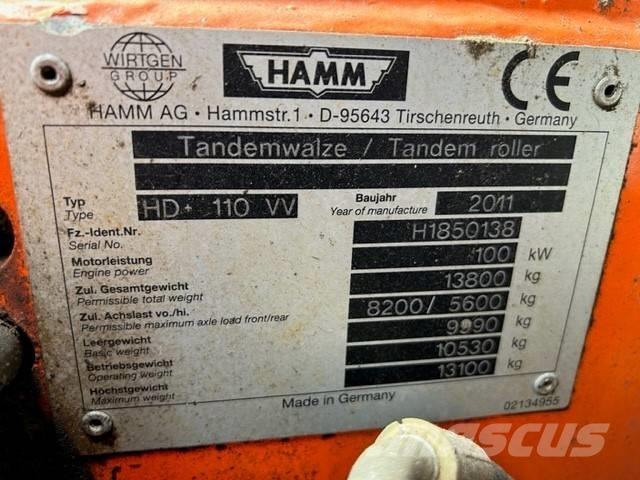 WIRTGEN
GROUP
HAMM
CE
HAMM AG · Hammstr.1 · D-95643 Tirschenreuth · Germany
Tandemwalze / Tandem roller
Typ
Type
HD+ 110 VV
Baujahr
Year of manufacture
2011
Fz.-Ident.Nr.
Serial No.
H1850138
Motorleistung
Engine power
100 kW
Zul. Gesamtgewicht
Permissible total weight
13800 kg
Zul. Achslast vo./hi.
Permissible maximum axle load front/rear
8200/ 5600 kg
Leergewicht
Basic weight
9990 kg
Betriebsgewicht
Operating weight
10530 kg
Höchstgewicht
Maximum weight
13100 kg
Made in Germany
02134955
mascus